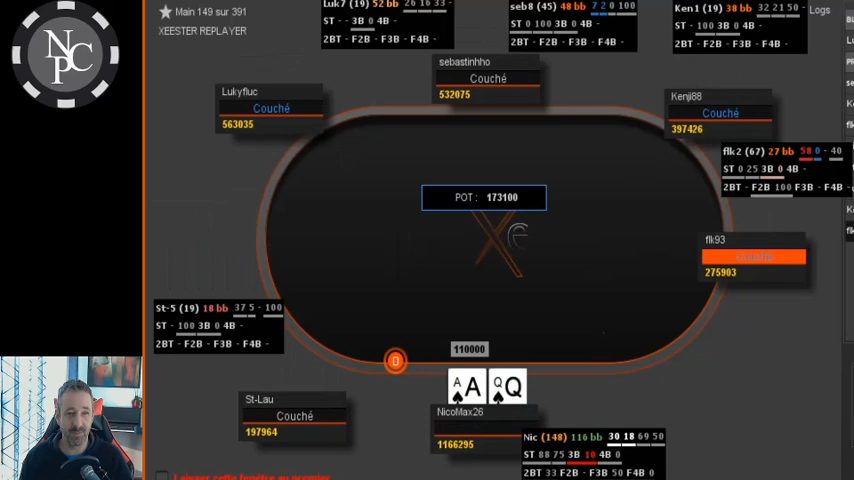 Main 149 sur 391
XEESTER REPLAYER
NPC
Luk7 (19) 52 bb 26 16 33 -
ST - - 3B 0 4B -
2BT - F2B - F3B - F4B -
seb8 (45) 48 bb 7 2 0 100
ST 0 100 3B 0 4B -
2BT - F2B - F3B - F4B -
Ken1 (19) 38 bb 32 21 50 -
ST - 100 3B 0 4B -
2BT - F2B - F3B - F4B -
Logs
sebastinhho
Couché
532075
Lukyfluc
Couché
563035
Kenji88
Couché
397426
flk2 (67) 27 bb 58 0 - 40
ST 0 25 3B 0 4B -
2BT - F2B 100 F3B - F4B -
POT : 173100
Xe
flk93
Couché
275903
St-5 (19) 18 bb 37 5 - 100
ST - 100 3B 0 4B -
2BT - F2B - F3B - F4B -
110000
D
A A Q Q
St-Lau
Couché
197964
NicoMax26
1166295
Nic (148) 116 bb 30 18 69 50
ST 88 75 3B 10 4B 0
2BT 33 F2B - F3B 50 F4B 0
Laisser cette fenêtre au premier